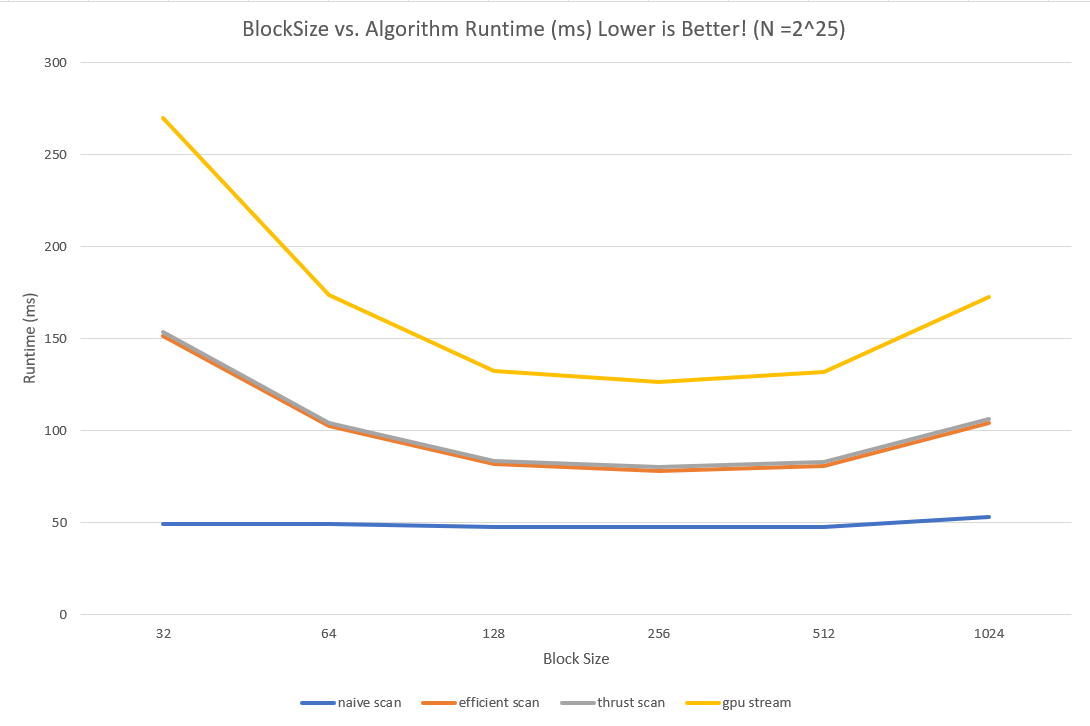 BlockSize vs. Algorithm Runtime (ms) Lower is Better! (N =2^25)
300
250
200
150
100
50
0
Runtime (ms)
32 64 128 256 512 1024
Block Size
naive scan efficient scan thrust scan gpu stream